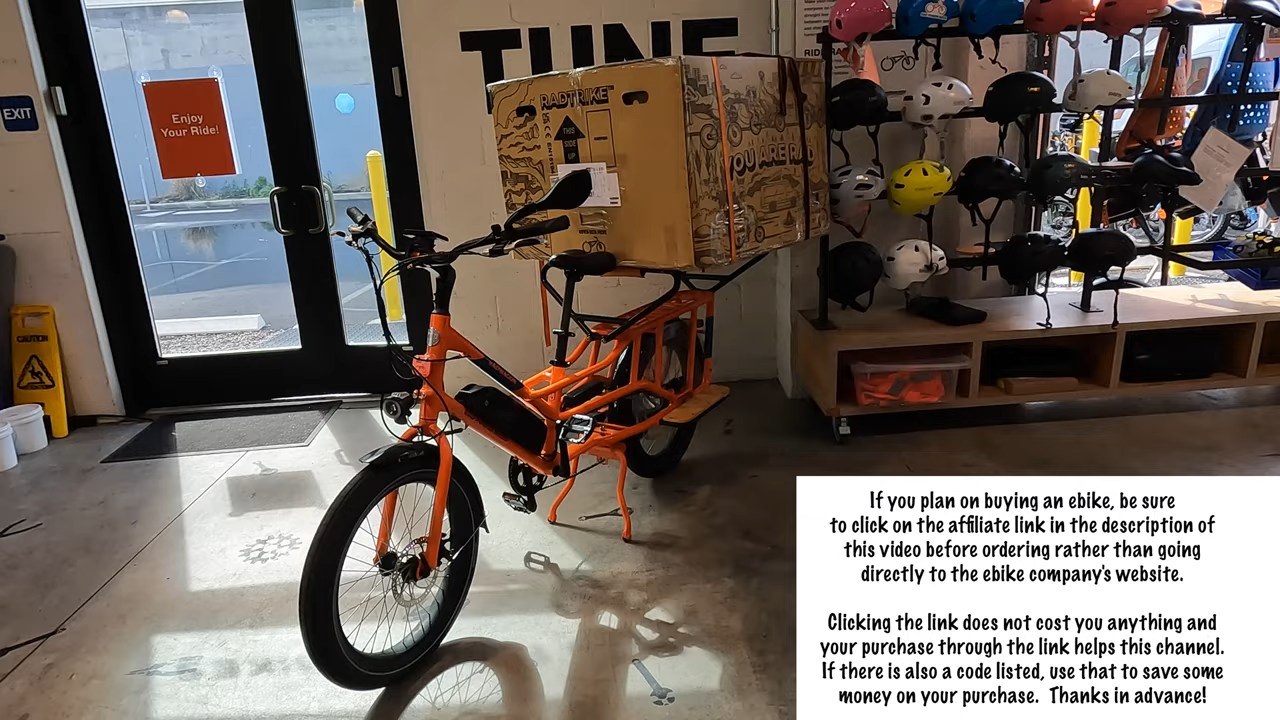 EXIT
Enjoy
Your Ride!
TUNE
RADTRIKE
THIS
SIDE
UP
YOU ARE RAD
CAUTION
If you plan on buying an ebike, be sure
to click on the affiliate link in the description of
this video before ordering rather than going
directly to the ebike company's website.
Clicking the link does not cost you anything and
your purchase through the link helps this channel.
If there is also a code listed, use that to save some
money on your purchase.  Thanks in advance!